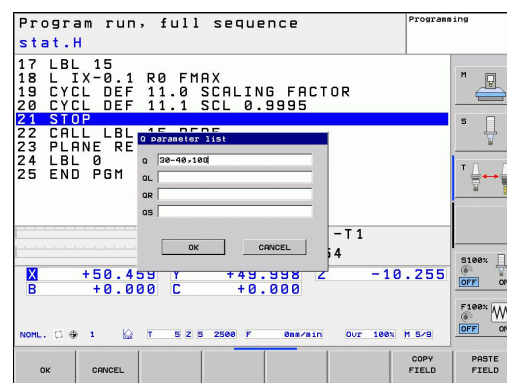 Program run, full sequence
Programming
stat.H
17 LBL 15
18 L IX-0.1 R0 FMAX
19 CYCL DEF 11.0 SCALING FACTOR
20 CYCL DEF 11.1 SCL 0.9995
21 STOP
22 CALL LBL 15 REP5
23 PLANE RE
24 LBL 0
25 END PGM
Q parameter list
Q 30-40,108
QL
QR
QS
OK CANCEL
-T1
54
X +50.459 Y +49.998 Z -10.255
B +0.000 C +0.000
NOML. 1 T 5 Z S 2500 F 0mm/min Ovr 100% M 5/9
M
S
T
S100%
OFF ON
F100%
OFF ON
OK CANCEL COPY FIELD PASTE FIELD